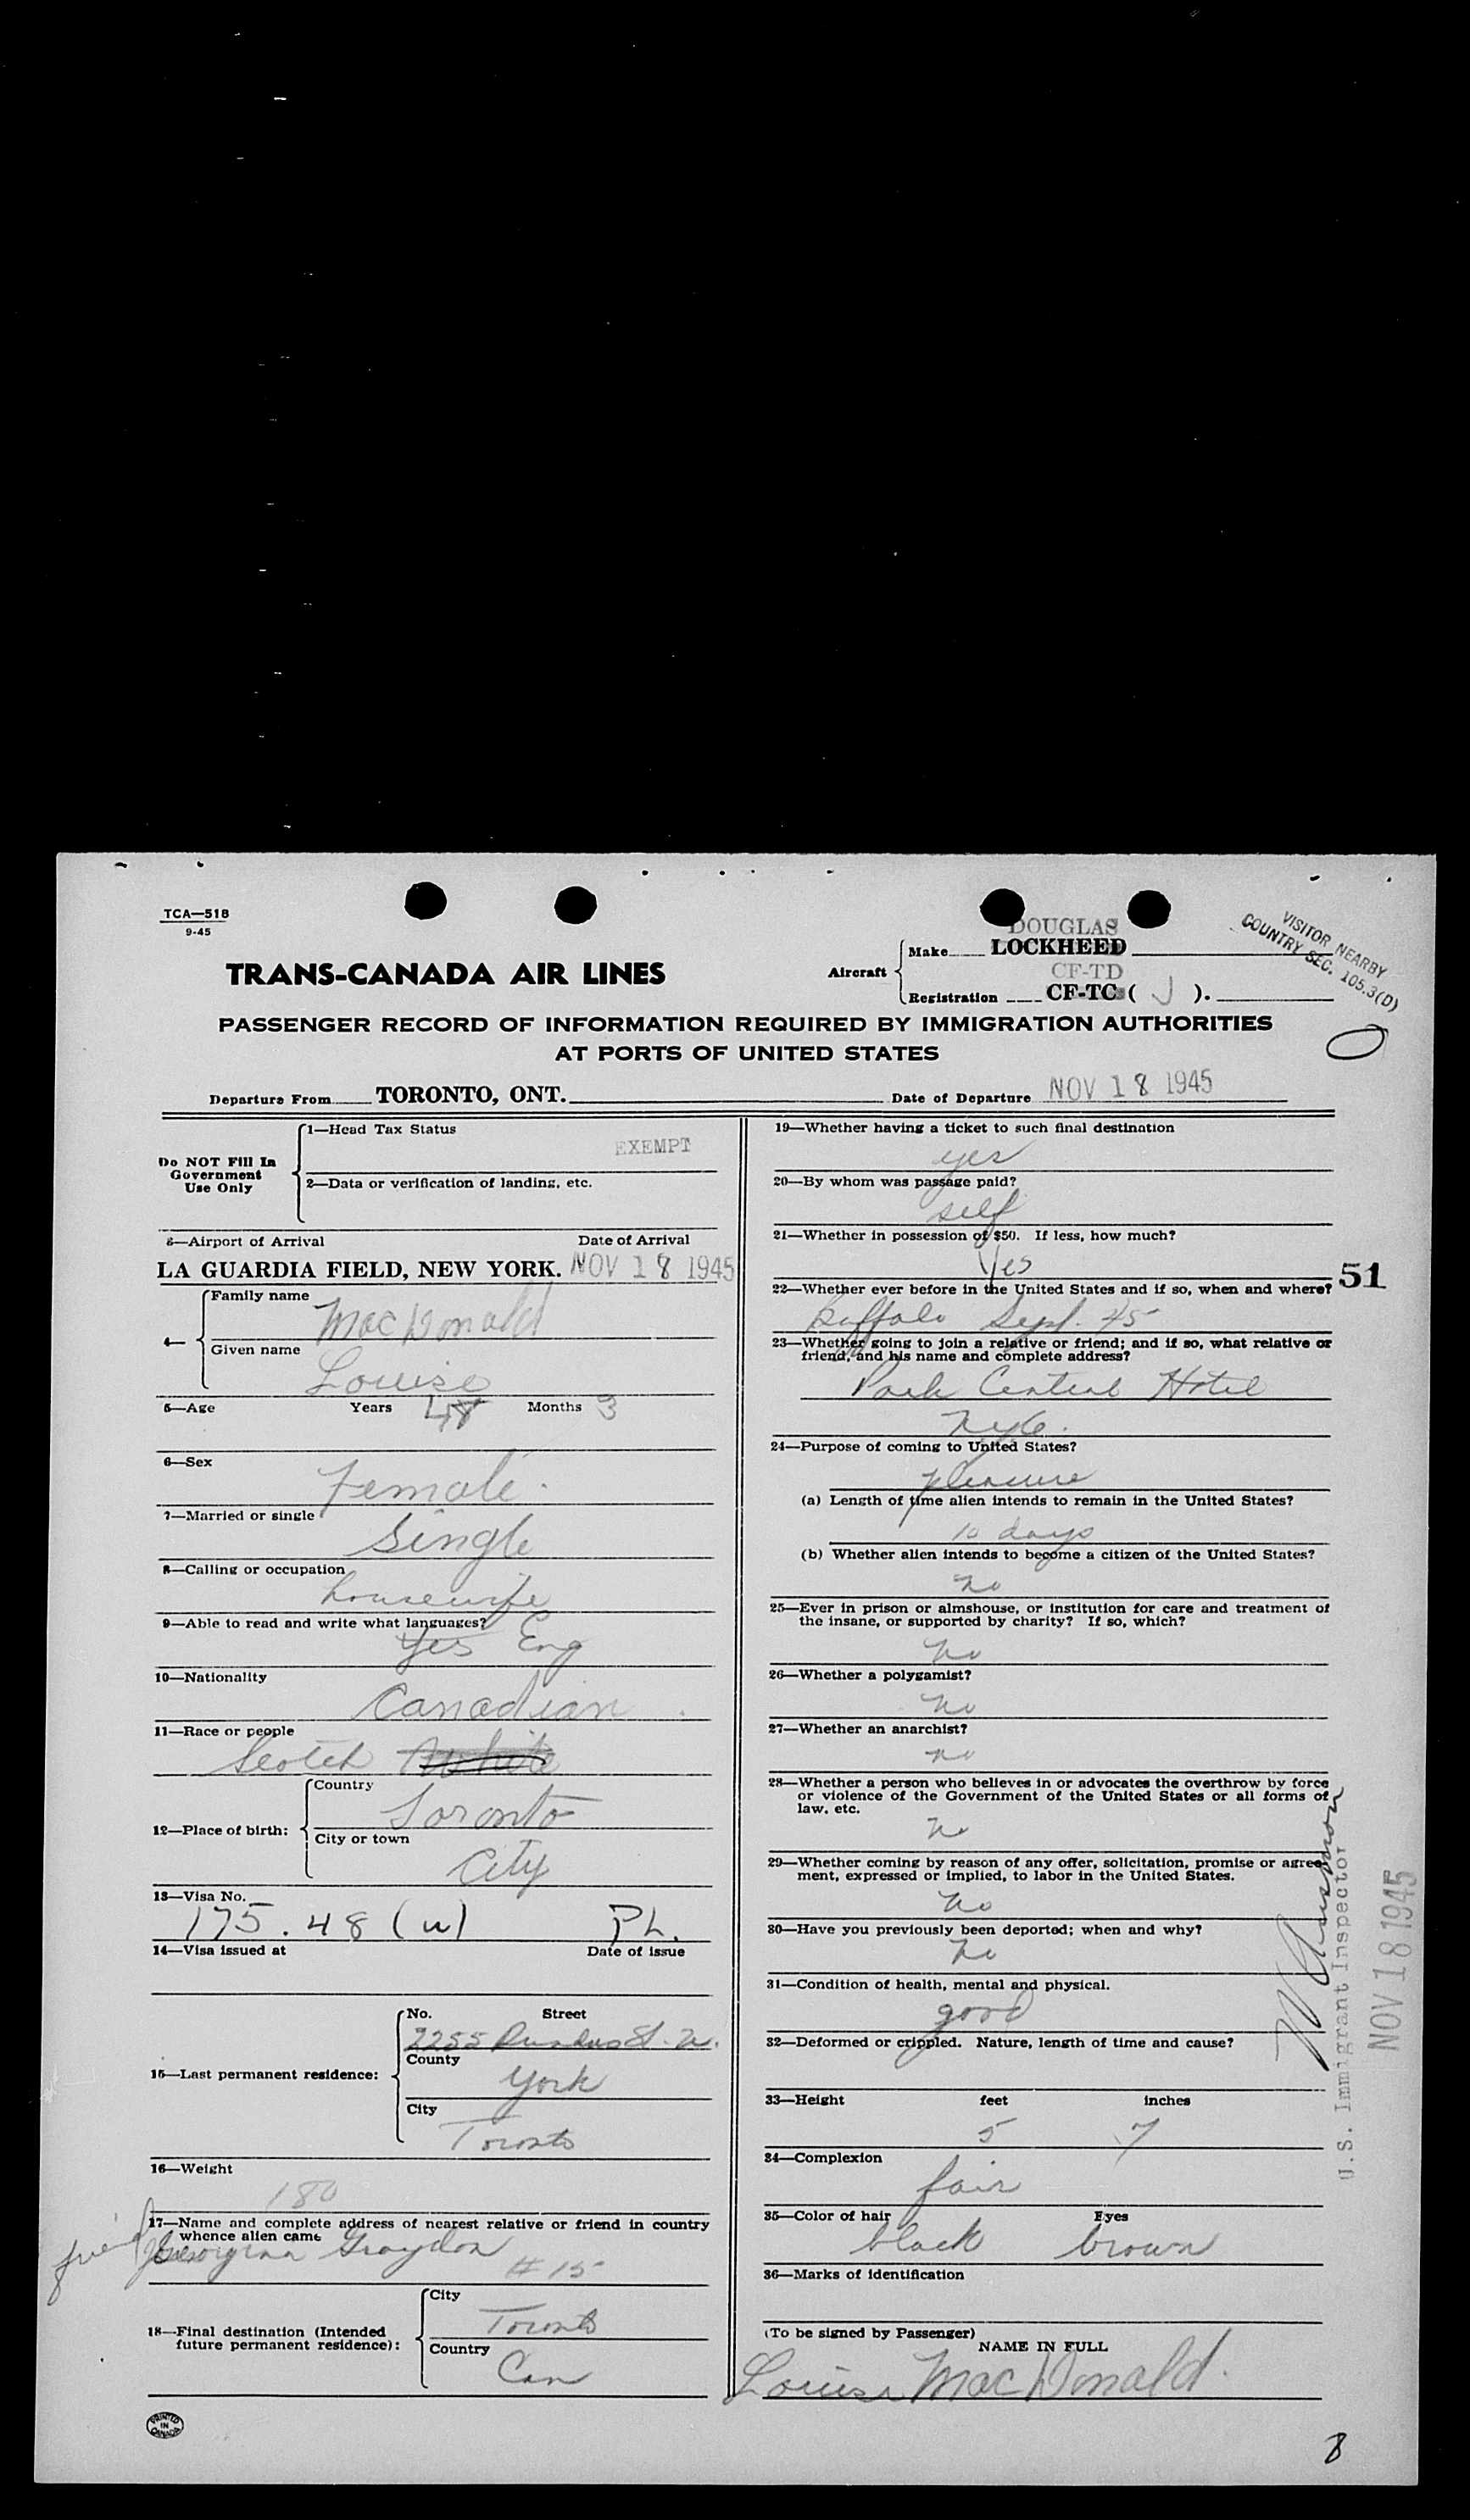 TCA—518
9-45
VISITOR NEARBY
COUNTRY SEC. 105.3(D)
TRANS-CANADA AIR LINES
Aircraft
DOUGLAS
Make LOCKHEED
CF-TD
Registration CF-TC ( J ).
PASSENGER RECORD OF INFORMATION REQUIRED BY IMMIGRATION AUTHORITIES
AT PORTS OF UNITED STATES
Departure From TORONTO, ONT. Date of Departure NOV 18 1945
Do NOT Fill In
Government
Use Only
1—Head Tax Status
EXEMPT
2—Data or verification of landing, etc.
3—Airport of Arrival Date of Arrival
LA GUARDIA FIELD, NEW YORK. NOV 18 1945
4—
Family name
MacDonald
Given name
Louise
5—Age Years 48 Months 3
6—Sex
Female
7—Married or single
Single
8—Calling or occupation
housewife
9—Able to read and write what languages?
Yes Eng
10—Nationality
Canadian
11—Race or people
Scotch White
12—Place of birth:
Country
Toronto
City or town
City
13—Visa No.
175.48 (w) PL.
14—Visa issued at Date of issue
15—Last permanent residence:
No. Street
2255 Dundas St. W.
County
York
City
Toronto
16—Weight
180
17—Name and complete address of nearest relative or friend in country
whence alien came
friend Georgina Graydon
# 15
18—Final destination (Intended
future permanent residence):
City
Toronto
Country
Can
19—Whether having a ticket to such final destination
yes
20—By whom was passage paid?
self
21—Whether in possession of $50. If less, how much?
Yes
51
22—Whether ever before in the United States and if so, when and where?
Buffalo Sept. 45
23—Whether going to join a relative or friend; and if so, what relative or
friend, and his name and complete address?
Park Central Hotel
NYC.
24—Purpose of coming to United States?
pleasure
(a) Length of time alien intends to remain in the United States?
10 days
(b) Whether alien intends to become a citizen of the United States?
no
25—Ever in prison or almshouse, or institution for care and treatment of
the insane, or supported by charity? If so, which?
no
26—Whether a polygamist?
no
27—Whether an anarchist?
no
28—Whether a person who believes in or advocates the overthrow by force
or violence of the Government of the United States or all forms of
law, etc.
no
29—Whether coming by reason of any offer, solicitation, promise or agree-
ment, expressed or implied, to labor in the United States.
no
30—Have you previously been deported; when and why?
no
31—Condition of health, mental and physical.
good
32—Deformed or crippled. Nature, length of time and cause?
33—Height feet inches
5 7
34—Complexion
fair
35—Color of hair Eyes
black brown
36—Marks of identification
(To be signed by Passenger)
NAME IN FULL
Louise MacDonald.
U.S. Immigrant Inspector
NOV 18 1945
PRINTED
IN
CANADA
8